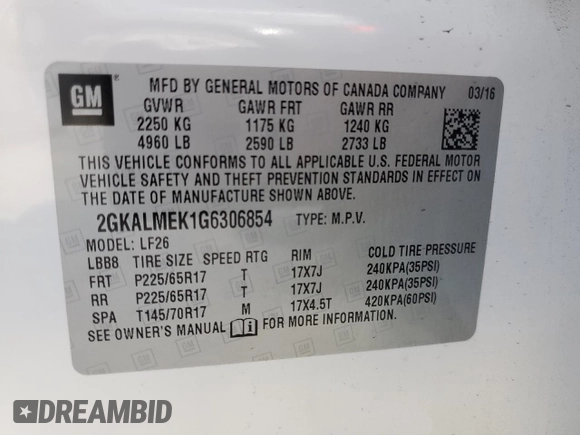 GM
MFD BY GENERAL MOTORS OF CANADA COMPANY 03/16
GVWR GAWR FRT GAWR RR
2250 KG 1175 KG 1240 KG
4960 LB 2590 LB 2733 LB
THIS VEHICLE CONFORMS TO ALL APPLICABLE U.S. FEDERAL MOTOR
VEHICLE SAFETY AND THEFT PREVENTION STANDARDS IN EFFECT ON
THE DATE OF MANUFACTURE SHOWN ABOVE.
2GKALMEK1G6306854 TYPE: M.P.V.
MODEL: LF26
LBB8 TIRE SIZE SPEED RTG RIM COLD TIRE PRESSURE
FRT P225/65R17 T 17X7J 240KPA(35PSI)
RR P225/65R17 T 17X7J 240KPA(35PSI)
SPA T145/70R17 M 17X4.5T 420KPA(60PSI)
SEE OWNER'S MANUAL
DREAMBID